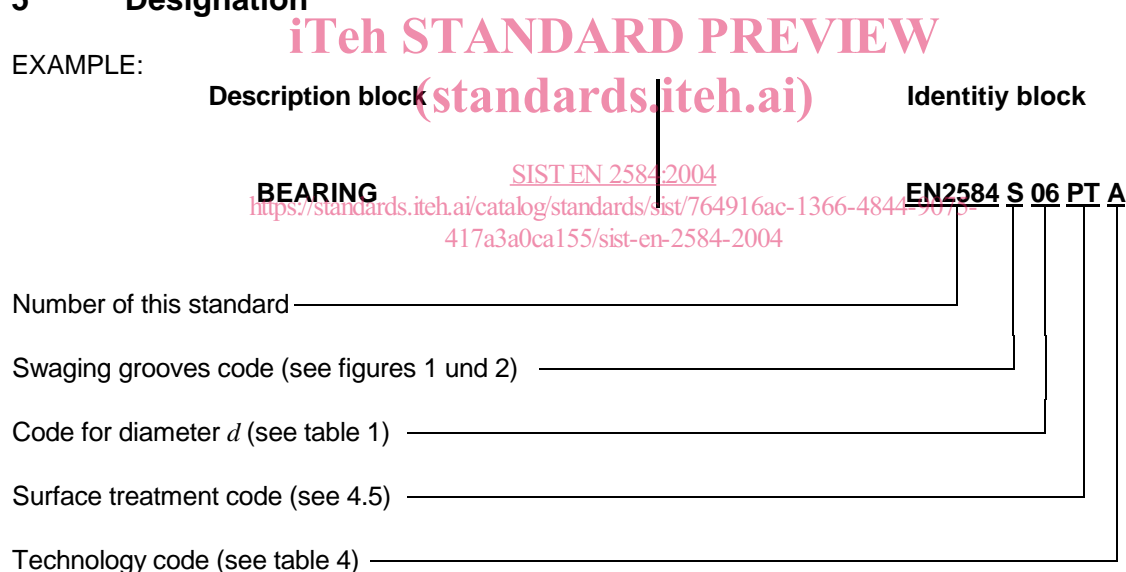 5 Designation
iTeh STANDARD PREVIEW
EXAMPLE:
Description block Identitiy block
(standards.iteh.ai)
SIST EN 2584:2004
BEARING EN2584 S 06 PT A
https://standards.iteh.ai/catalog/standards/sist/764916ac-1366-4844-9075-
417a3a0ca155/sist-en-2584-2004
Number of this standard
Swaging grooves code (see figures 1 und 2)
Code for diameter d (see table 1)
Surface treatment code (see 4.5)
Technology code (see table 4)